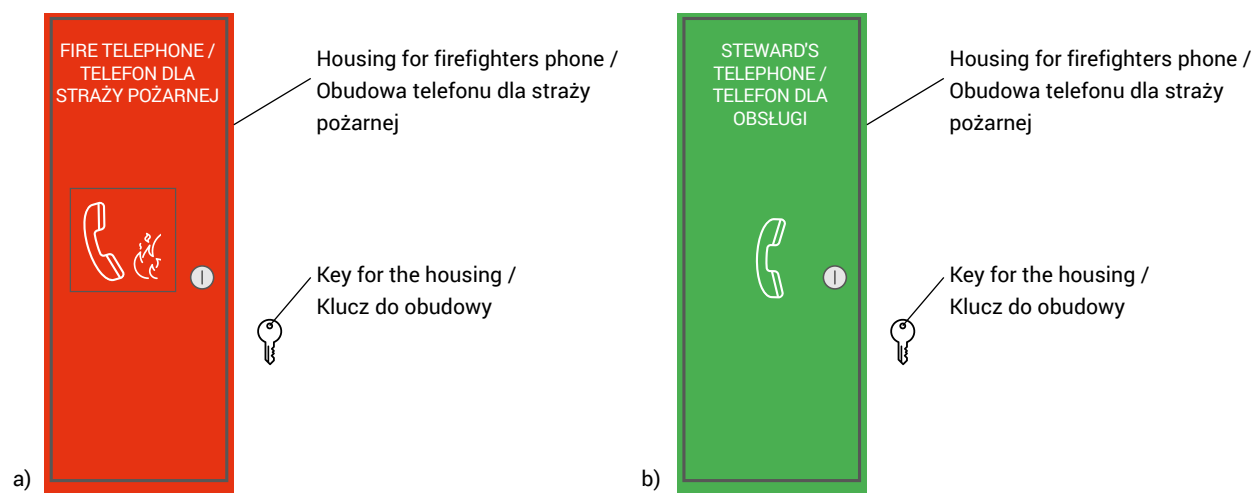 FIRE TELEPHONE /
TELEFON DLA
STRAŻY POŻARNEJ
Housing for firefighters phone /
Obudowa telefonu dla straży
pożarnej
Key for the housing /
Klucz do obudowy
a)
STEWARD'S
TELEPHONE /
TELEFON DLA
OBSŁUGI
Housing for firefighters phone /
Obudowa telefonu dla straży
pożarnej
Key for the housing /
Klucz do obudowy
b)